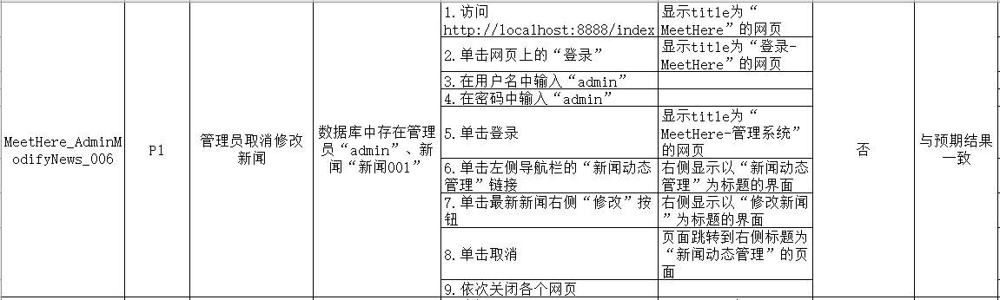 MeetHere_AdminM
odifyNews_006
P1
管理员取消修改
新闻
数据库中存在管理
员“admin”、新
闻“新闻001”
1.访问
http://localhost:8888/index
显示title为“
MeetHere”的网页
2.单击网页上的“登录”
显示title为“登录-
MeetHere”的网页
3.在用户名中输入“admin”
4.在密码中输入“admin”
5.单击登录
显示title为“
MeetHere-管理系统”
的网页
6.单击左侧导航栏的“新闻动态
管理”链接
右侧显示以“新闻动态
管理”为标题的界面
7.单击最新新闻右侧“修改”按
钮
右侧显示以“修改新闻
”为标题的界面
8.单击取消
页面跳转到右侧标题为
“新闻动态管理”的页
面
9.依次关闭各个网页
否
与预期结果
一致